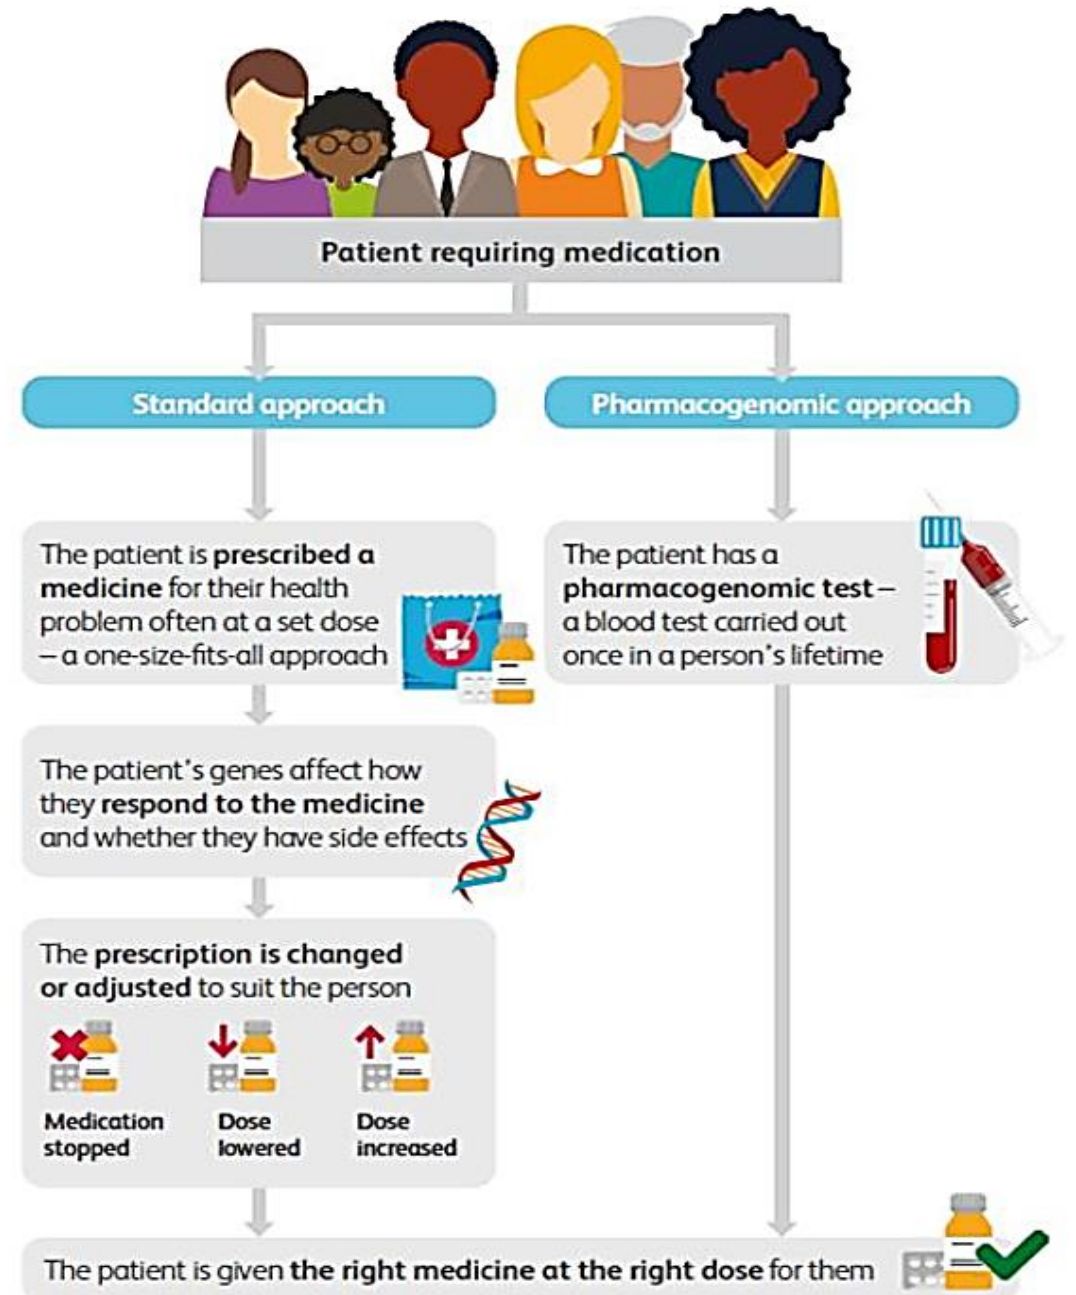 Patient requiring medication
Standard approach
Pharmacogenomic approach
The patient is prescribed a
medicine for their health
problem often at a set dose
– a one-size-fits-all approach
The patient has a
pharmacogenomic test –
a blood test carried out
once in a person's lifetime
The patient's genes affect how
they respond to the medicine
and whether they have side effects
The prescription is changed
or adjusted to suit the person
Medication
stopped
Dose
lowered
Dose
increased
The patient is given the right medicine at the right dose for them